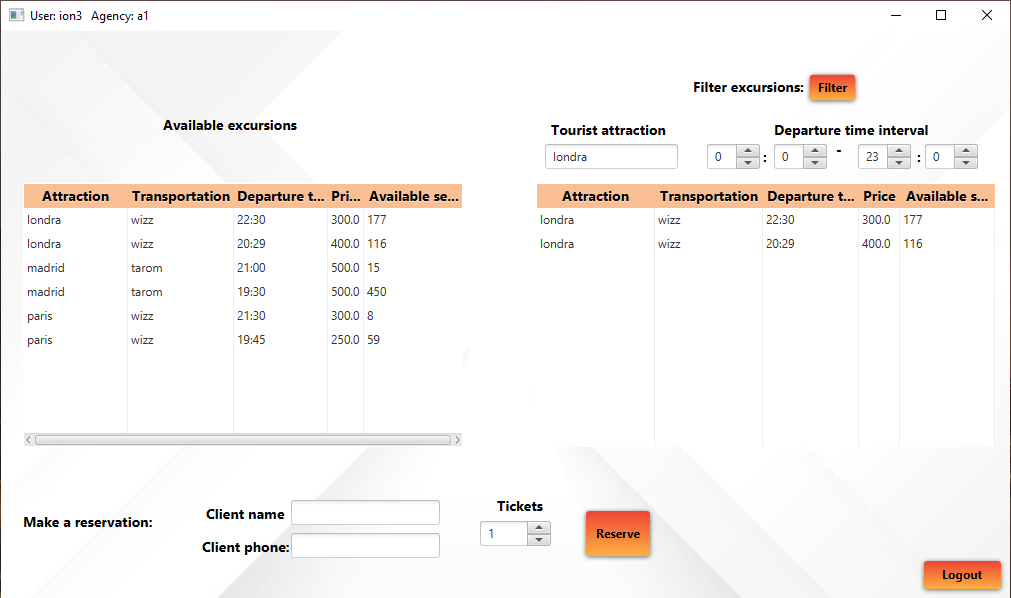 User: ion3 Agency: a1
Filter excursions: Filter
Available excursions
Tourist attraction Departure time interval
londra 0 : 0 - 23 : 0
Attraction Transportation Departure t... Pri... Available se...
londra wizz 22:30 300.0 177
londra wizz 20:29 400.0 116
madrid tarom 21:00 500.0 15
madrid tarom 19:30 500.0 450
paris wizz 21:30 300.0 8
paris wizz 19:45 250.0 59
Attraction Transportation Departure t... Price Available s...
londra wizz 22:30 300.0 177
londra wizz 20:29 400.0 116
Make a reservation:
Client name
Client phone:
Tickets
1
Reserve
Logout